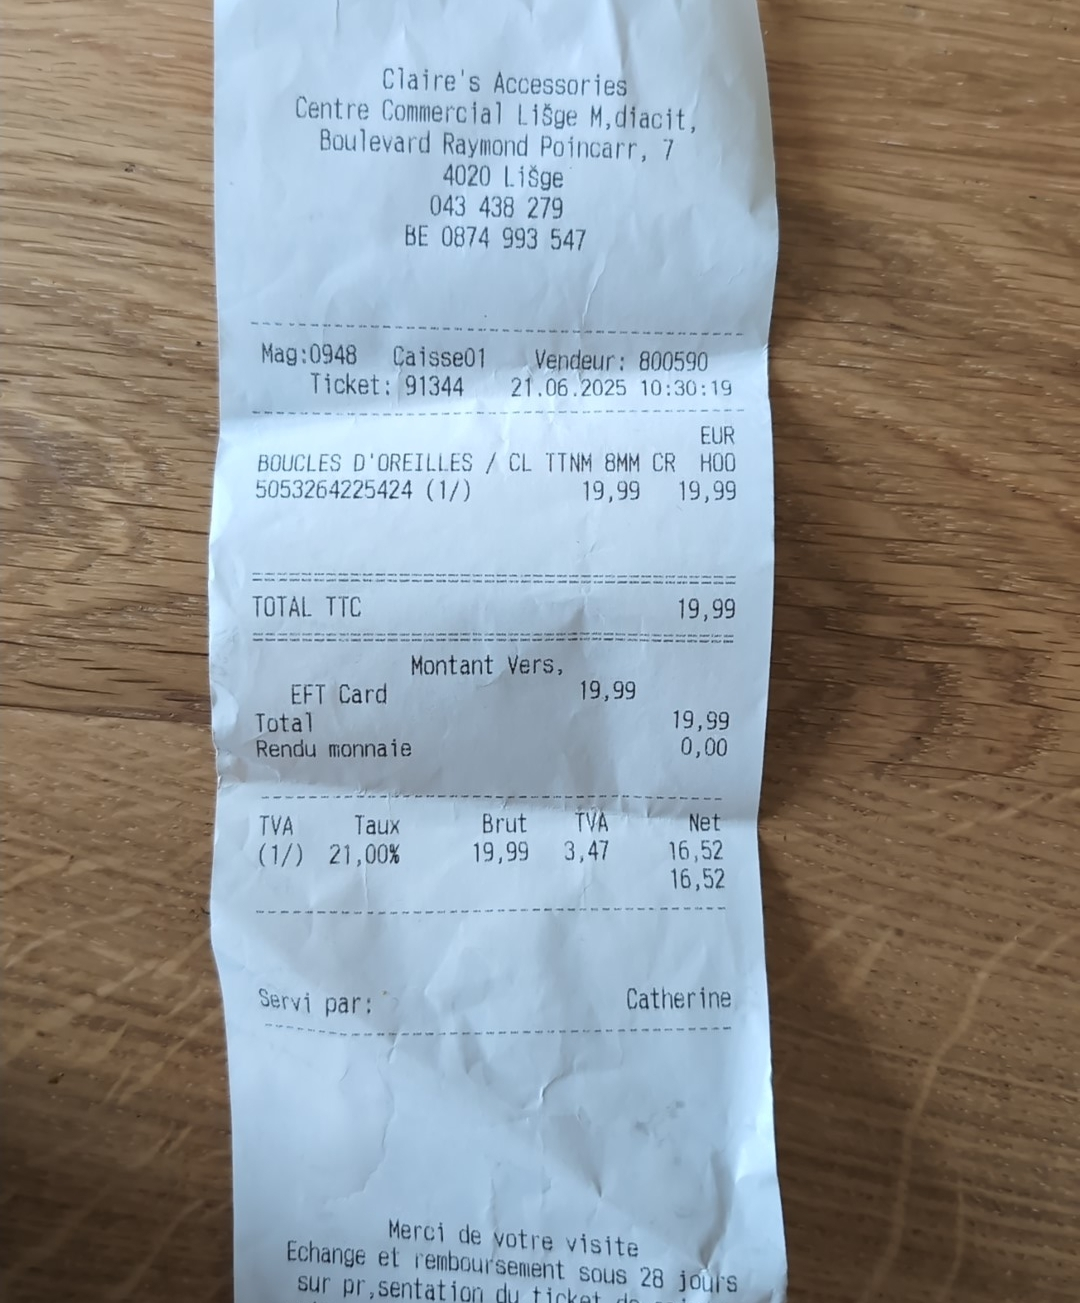 Claire's Accessories
Centre Commercial LiŠge M,diacit,
Boulevard Raymond Poincarr, 7
4020 LiŠge
043 438 279
BE 0874 993 547
Mag:0948 Caisse01 Vendeur: 800590
Ticket: 91344 21.06.2025 10:30:19
EUR
BOUCLES D'OREILLES / CL TTNM 8MM CR HOO
5053264225424 (1/) 19,99 19,99
TOTAL TTC 19,99
Montant Vers,
EFT Card 19,99
Total 19,99
Rendu monnaie 0,00
TVA Taux Brut TVA Net
(1/) 21,00% 19,99 3,47 16,52
16,52
Servi par: Catherine
Merci de votre visite
Echange et remboursement sous 28 jours
sur pr,sentation du ticket de